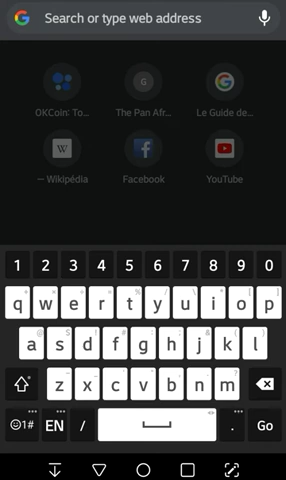 G Search or type web address
G
G
OKCoin: To...
The Pan Afr...
Le Guide de...
W
f
— Wikipédia
Facebook
YouTube
1 2 3 4 5 6 7 8 9 0
q w e r t y u i o p
a s d f g h j k l
z x c v b n m
1# EN / . Go